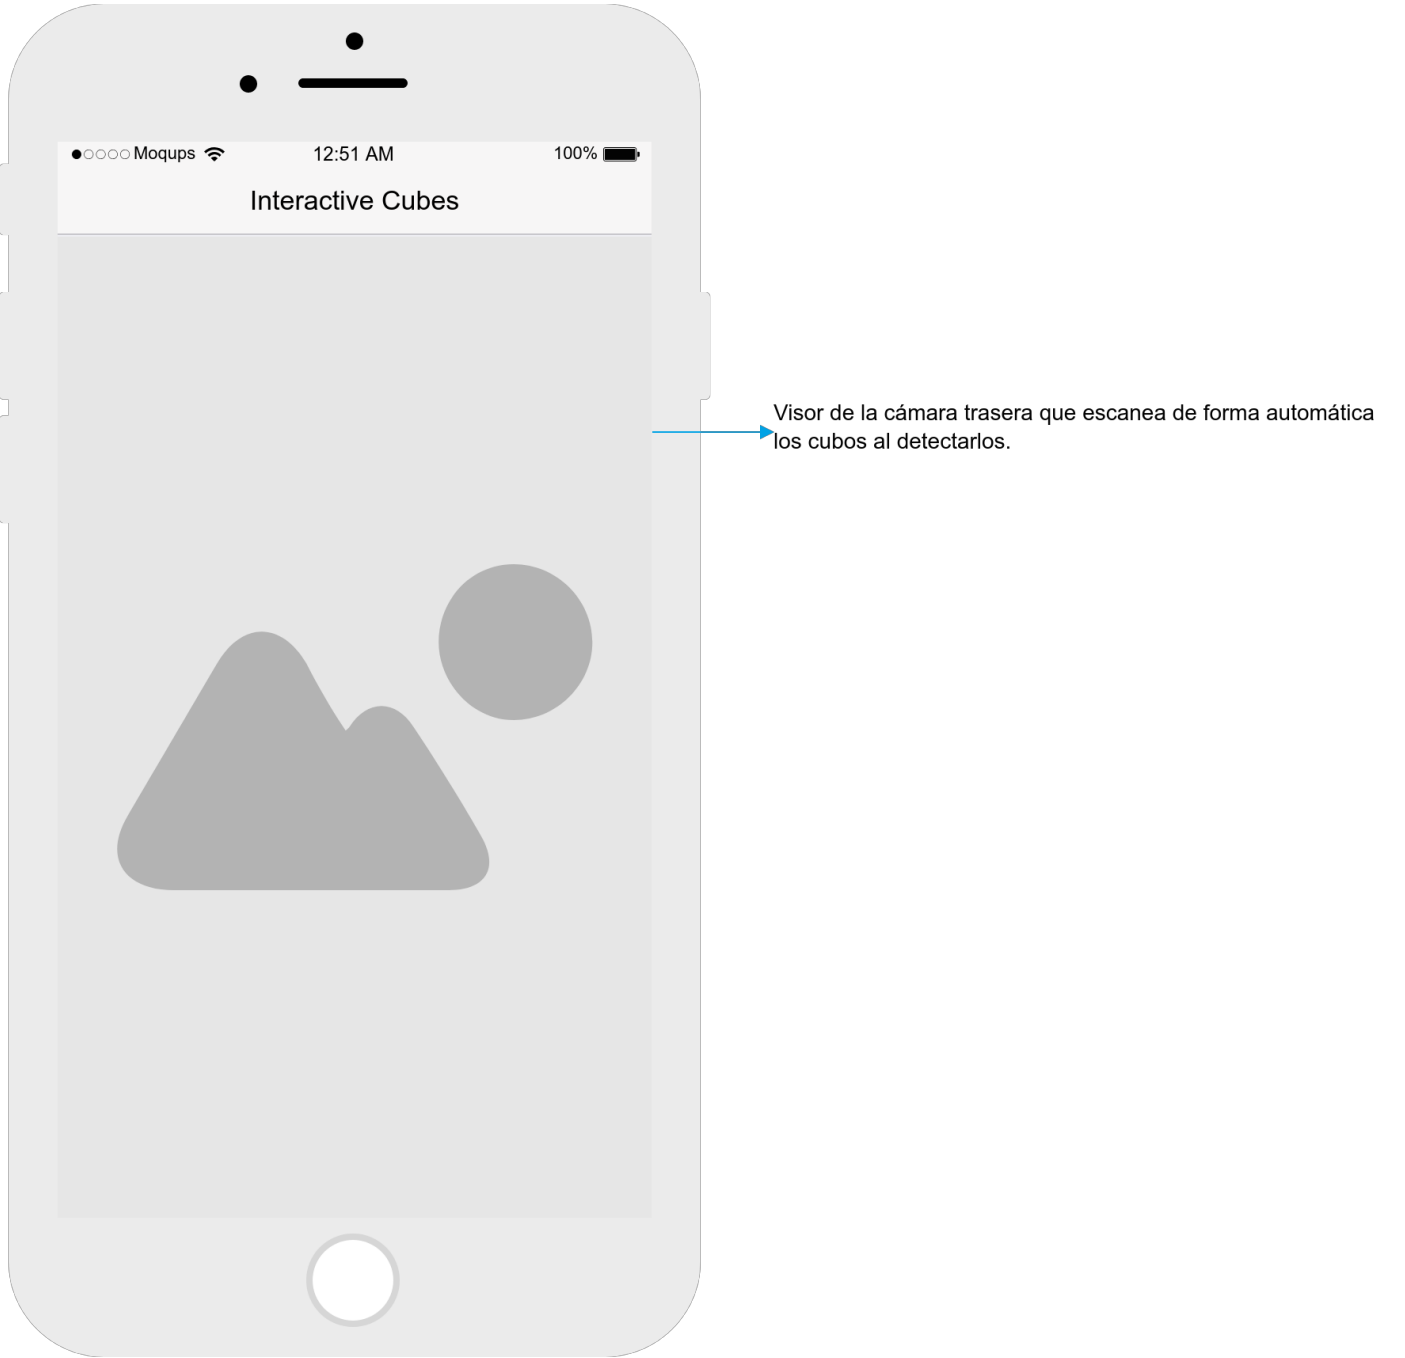 Moqups 12:51 AM 100%
Interactive Cubes
Visor de la cámara trasera que escanea de forma automática
los cubos al detectarlos.